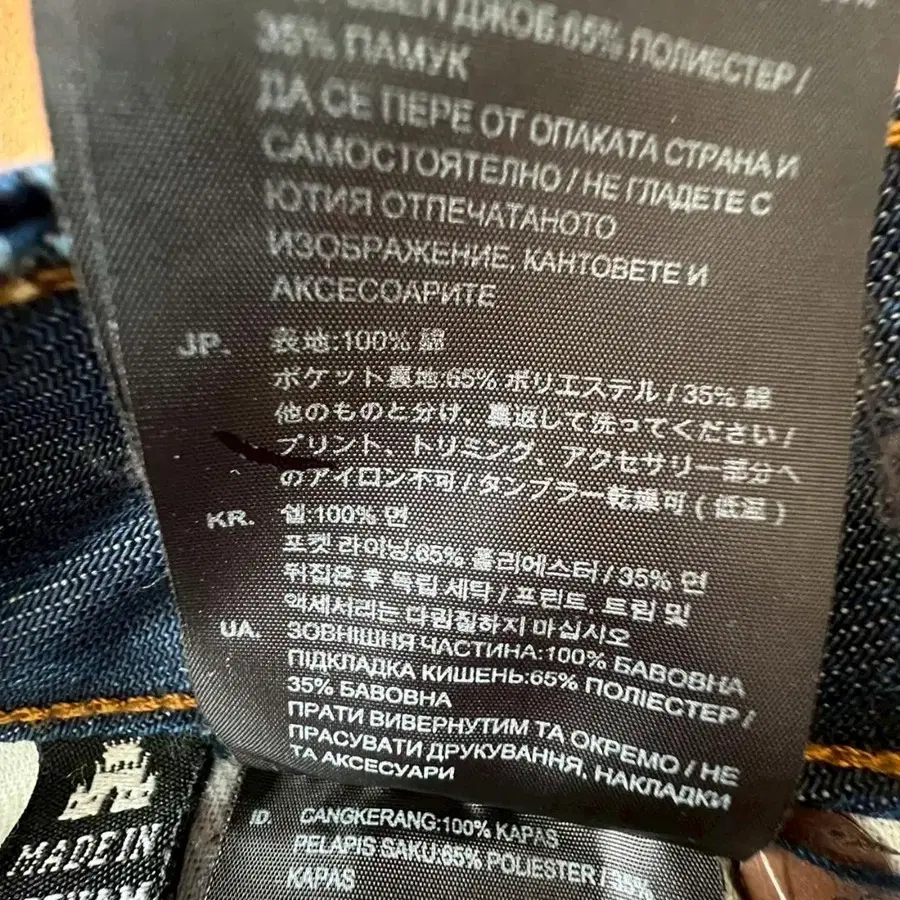 ДЖОБ:65% ПОЛИЕСТЕР /
35% ПАМУК
ДА СЕ ПЕРЕ ОТ ОПАКАТА СТРАНА И
САМОСТОЯТЕЛНО / НЕ ГЛАДЕТЕ С
ЮТИЯ ОТПЕЧАТАНОТО
ИЗОБРАЖЕНИЕ, КАНТОВЕТЕ И
АКСЕСОАРИТЕ
JP. 表地:100% 綿
ポケット裏地:65% ポリエステル / 35% 綿
他のものと分け、裏返して洗ってください /
プリント、トリミング、アクセサリー部分へ
のアイロン不可 / タンブラー乾燥可 ( 低温 )
KR. 쉘:100% 면
포켓 라이닝:65% 폴리에스터 / 35% 면
뒤집은 후 독립 세탁 / 프린트, 트림 및
액세서리는 다림질하지 마십시오
UA. ЗОВНІШНЯ ЧАСТИНА:100% БАВОВНА
ПІДКЛАДКА КИШЕНЬ:65% ПОЛІЕСТЕР /
35% БАВОВНА
ПРАТИ ВИВЕРНУТИМ ТА ОКРЕМО / НЕ
ПРАСУВАТИ ДРУКУВАННЯ, НАКЛАДКИ
ТА АКСЕСУАРИ
ID CANGKERANG:100% KAPAS
PELAPIS SAKU:65% POLIESTER / 35%
KAPAS
MADE IN